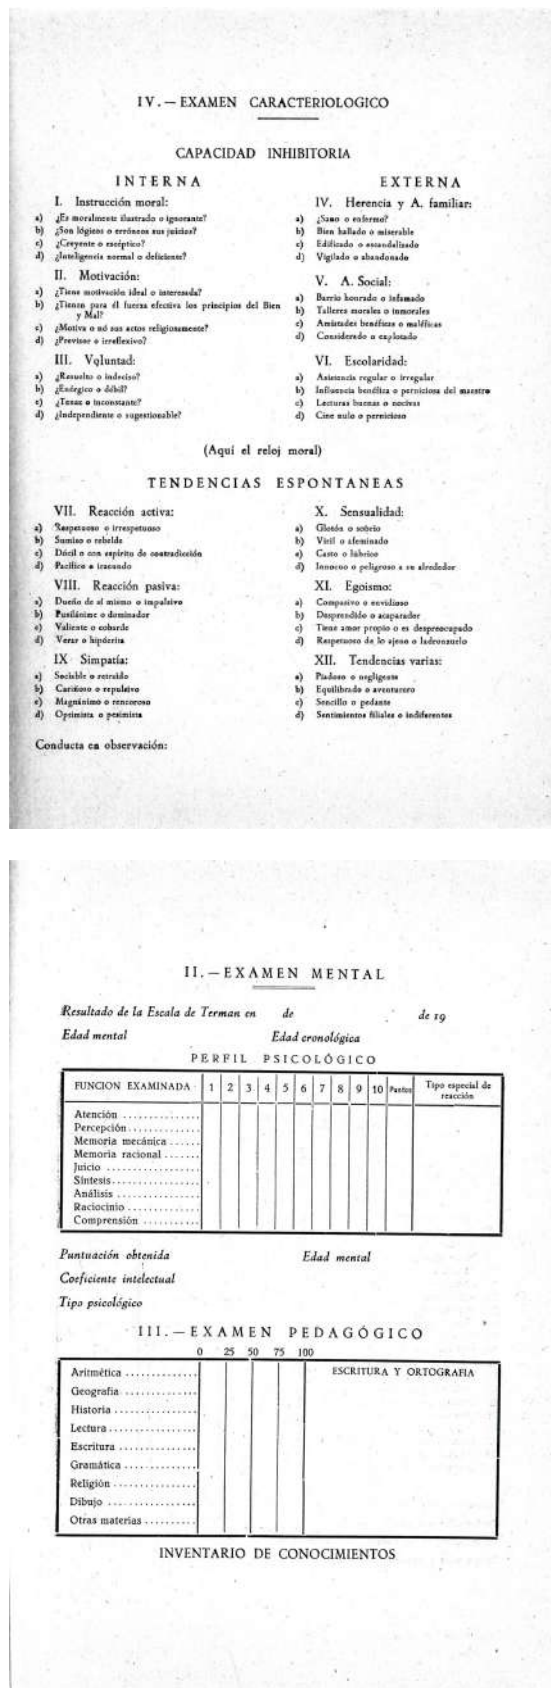 IV.—EXAMEN CARACTERIOLOGICO
CAPACIDAD INHIBITORIA
INTERNA
I. Instrucción moral:
a) ¿Es moralmente ilustrado o ignorante?
b) ¿Son lógicos o erróneos sus juicios?
c) ¿Creyente o escéptico?
d) ¿Inteligencia normal o deficiente?
II. Motivación:
a) ¿Tiene motivación ideal o interesada?
b) ¿Tienen para él fuerza efectiva los principios del Bien
y Mal?
c) ¿Motiva o nó sus actos religiosamente?
d) ¿Previsor o irreflexivo?
III. Voluntad:
a) ¿Resuelto o indeciso?
b) ¿Enérgico o débil?
c) ¿Tenaz o inconstante?
d) ¿Independiente o sugestionable?
EXTERNA
IV. Herencia y A. familiar:
a) ¿Sano o enfermo?
b) Bien hallado o miserable
c) Edificado o escandalizado
d) Vigilado o abandonado
V. A. Social:
a) Barrio honrado o infamado
b) Talleres morales o inmorales
c) Amistades benéficas o maléficas
d) Considerado o explotado
VI. Escolaridad:
a) Asistencia regular o irregular
b) Influencia benéfica o perniciosa del maestro
c) Lecturas buenas o nocivas
d) Cine nulo o pernicioso
(Aquí el reloj moral)
TENDENCIAS ESPONTANEAS
VII. Reacción activa:
a) Respetuoso o irrespetuoso
b) Sumiso o rebelde
c) Dócil o con espíritu de contradicción
d) Pacífico o iracundo
VIII. Reacción pasiva:
a) Dueño de sí mismo o impulsivo
b) Pusilánime o dominador
c) Valiente o cobarde
d) Veraz o hipócrita
IX Simpatía:
a) Sociable o retraído
b) Cariñoso o repulsivo
c) Magnánimo o rencoroso
d) Optimista o pesimista
X. Sensualidad:
a) Glotón o sobrio
b) Viril o afeminado
c) Casto o lúbrico
d) Inocuo o peligroso a su alrededor
XI. Egoismo:
a) Compasivo o envidioso
b) Desprendido o acaparador
c) Tiene amor propio o es despreocupado
d) Respetuoso de lo ajeno o ladronzuelo
XII. Tendencias varias:
a) Piadoso o negligente
b) Equilibrado o aventurero
c) Sencillo o pedante
d) Sentimientos filiales o indiferentes
Conducta en observación:
II.—EXAMEN MENTAL
Resultado de la Escala de Terman en de de 19
Edad mental Edad cronológica
PERFIL PSICOLÓGICO
FUNCION EXAMINADA 1 2 3 4 5 6 7 8 9 10 Puntos Tipo especial de
reacción
Atención ..............
Percepción.............
Memoria mecánica ......
Memoria racional .......
Juicio .................
Síntesis................
Análisis ...............
Raciocinio .............
Comprensión ...........
Puntuación obtenida Edad mental
Coeficiente intelectual
Tipo psicológico
III.—EXAMEN PEDAGÓGICO
0 25 50 75 100
ESCRITURA Y ORTOGRAFIA
Aritmética .............
Geografía .............
Historia ...............
Lectura................
Escritura ..............
Gramática .............
Religión ...............
Dibujo ................
Otras materias .........
INVENTARIO DE CONOCIMIENTOS